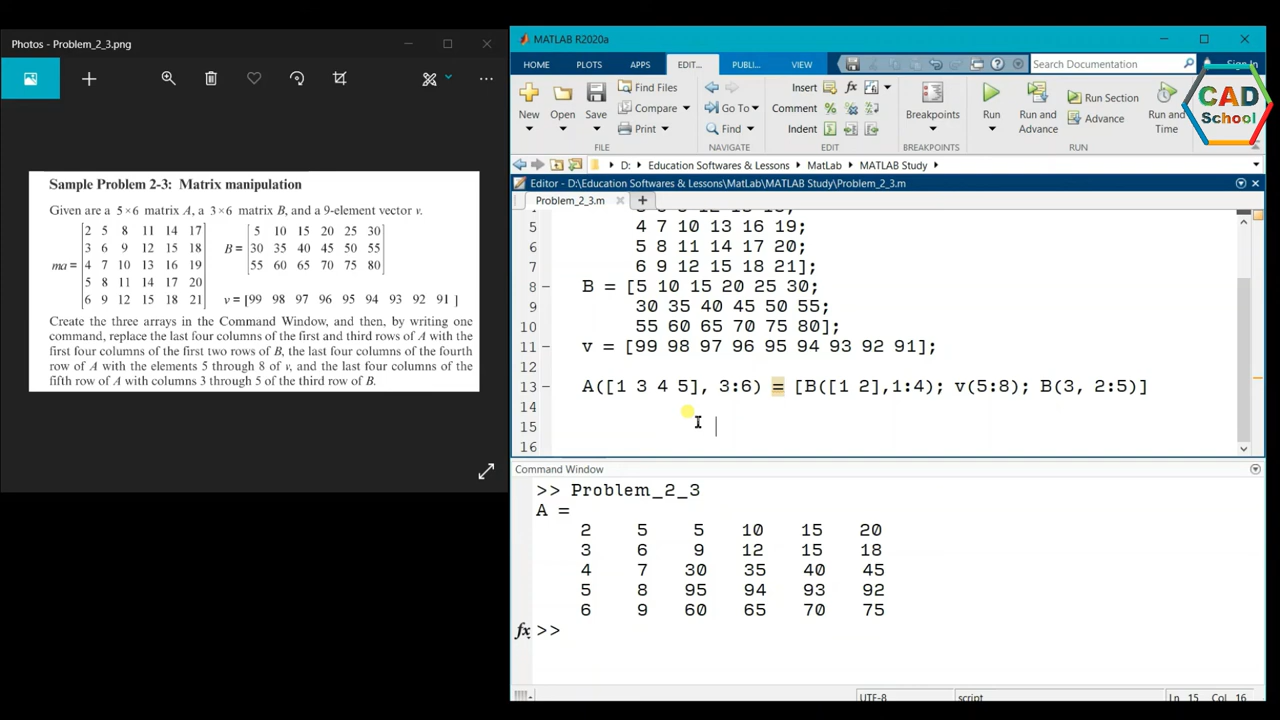 Photos - Problem_2_3.png
Sample Problem 2-3: Matrix manipulation
Given are a 5×6 matrix A, a 3×6 matrix B, and a 9-element vector v.
ma =
2 5 8 11 14 17
3 6 9 12 15 18
4 7 10 13 16 19
5 8 11 14 17 20
6 9 12 15 18 21
B =
5 10 15 20 25 30
30 35 40 45 50 55
55 60 65 70 75 80
v = [99 98 97 96 95 94 93 92 91 ]
Create the three arrays in the Command Window, and then, by writing one
command, replace the last four columns of the first and third rows of A with the
first four columns of the first two rows of B, the last four columns of the fourth
row of A with the elements 5 through 8 of v, and the last four columns of the
fifth row of A with columns 3 through 5 of the third row of B.
MATLAB R2020a
HOME PLOTS APPS EDIT... PUBLI... VIEW
Search Documentation
Sign In
CAD
School
New Open Save
Find Files
Compare
Print
Go To
Find
Insert
Comment
Indent
Breakpoints
Run Run and Advance
Run Section
Advance
Run and Time
FILE NAVIGATE EDIT BREAKPOINTS RUN
D: Education Softwares & Lessons MatLab MATLAB Study
Editor - D:\Education Softwares & Lessons\MatLab\MATLAB Study\Problem_2_3.m
Problem_2_3.m
5 4 7 10 13 16 19;
6 5 8 11 14 17 20;
7 6 9 12 15 18 21];
8 B = [5 10 15 20 25 30;
9 30 35 40 45 50 55;
10 55 60 65 70 75 80];
11 v = [99 98 97 96 95 94 93 92 91];
12
13 A([1 3 4 5], 3:6) = [B([1 2],1:4); v(5:8); B(3, 2:5)]
14
15
16
Command Window
>> Problem_2_3
A =
2 5 5 10 15 20
3 6 9 12 15 18
4 7 30 35 40 45
5 8 95 94 93 92
6 9 60 65 70 75
fx >>
UTF-8 script Ln 15 Col 16